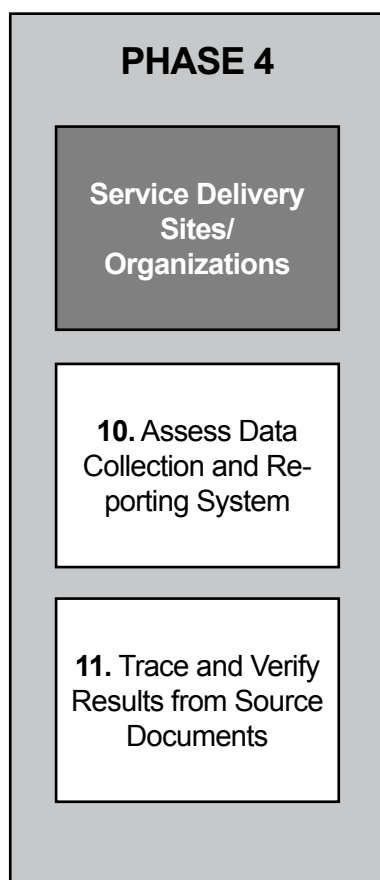 PHASE 4
Service Delivery
Sites/
Organizations
10. Assess Data
Collection and Re-
porting System
11. Trace and Verify
Results from Source
Documents